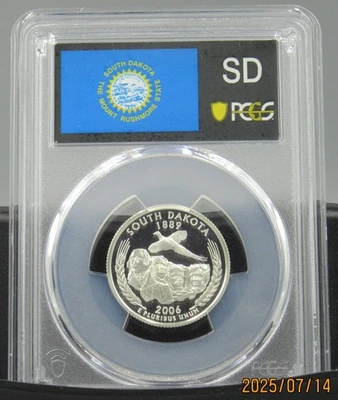 SOUTH DAKOTA
THE MOUNT RUSHMORE STATE
SD
PCGS
SOUTH DAKOTA
1889
2006
E PLURIBUS UNUM
2025/07/14